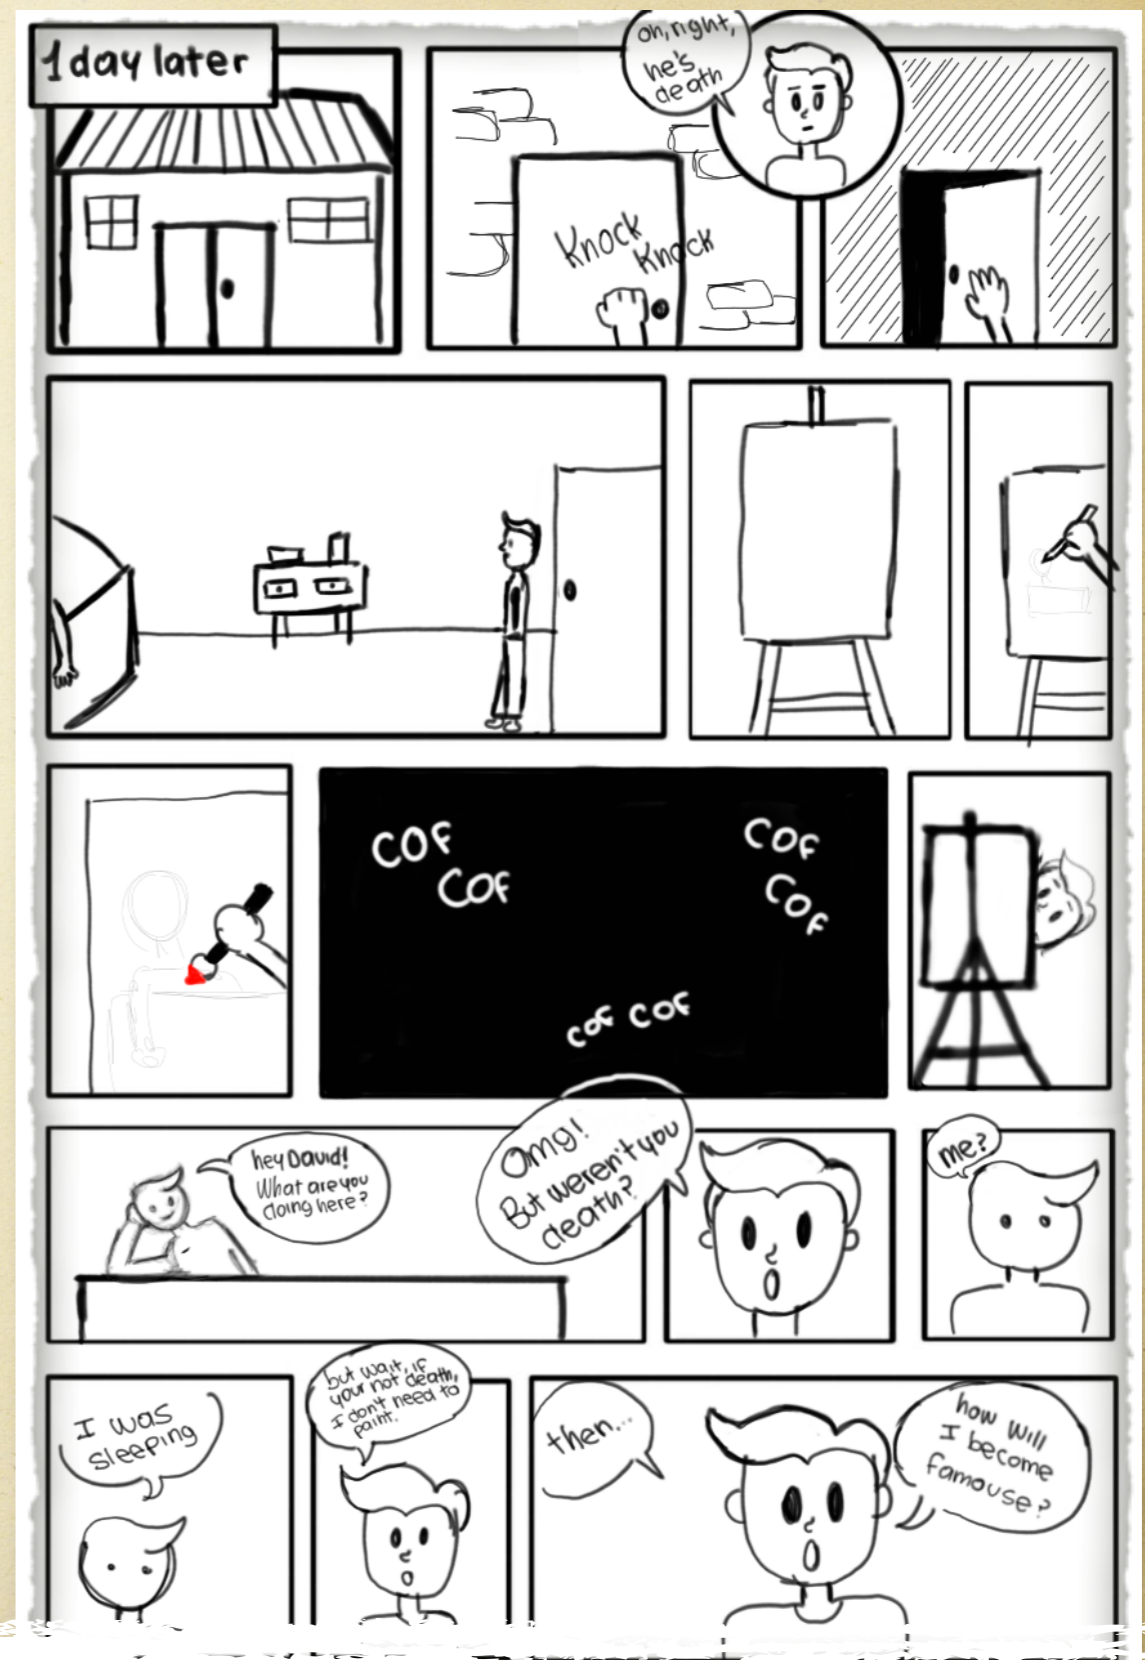 1 day later
oh, right,
he's
death
Knock
Knock
COF
COF
COF
COF
COF COF
hey David!
What are you
doing here?
Omg!
But weren't you
death?
me?
I was
sleeping
but wait, if
your not death,
I don't need to
paint.
then...
how will
I become
famouse?